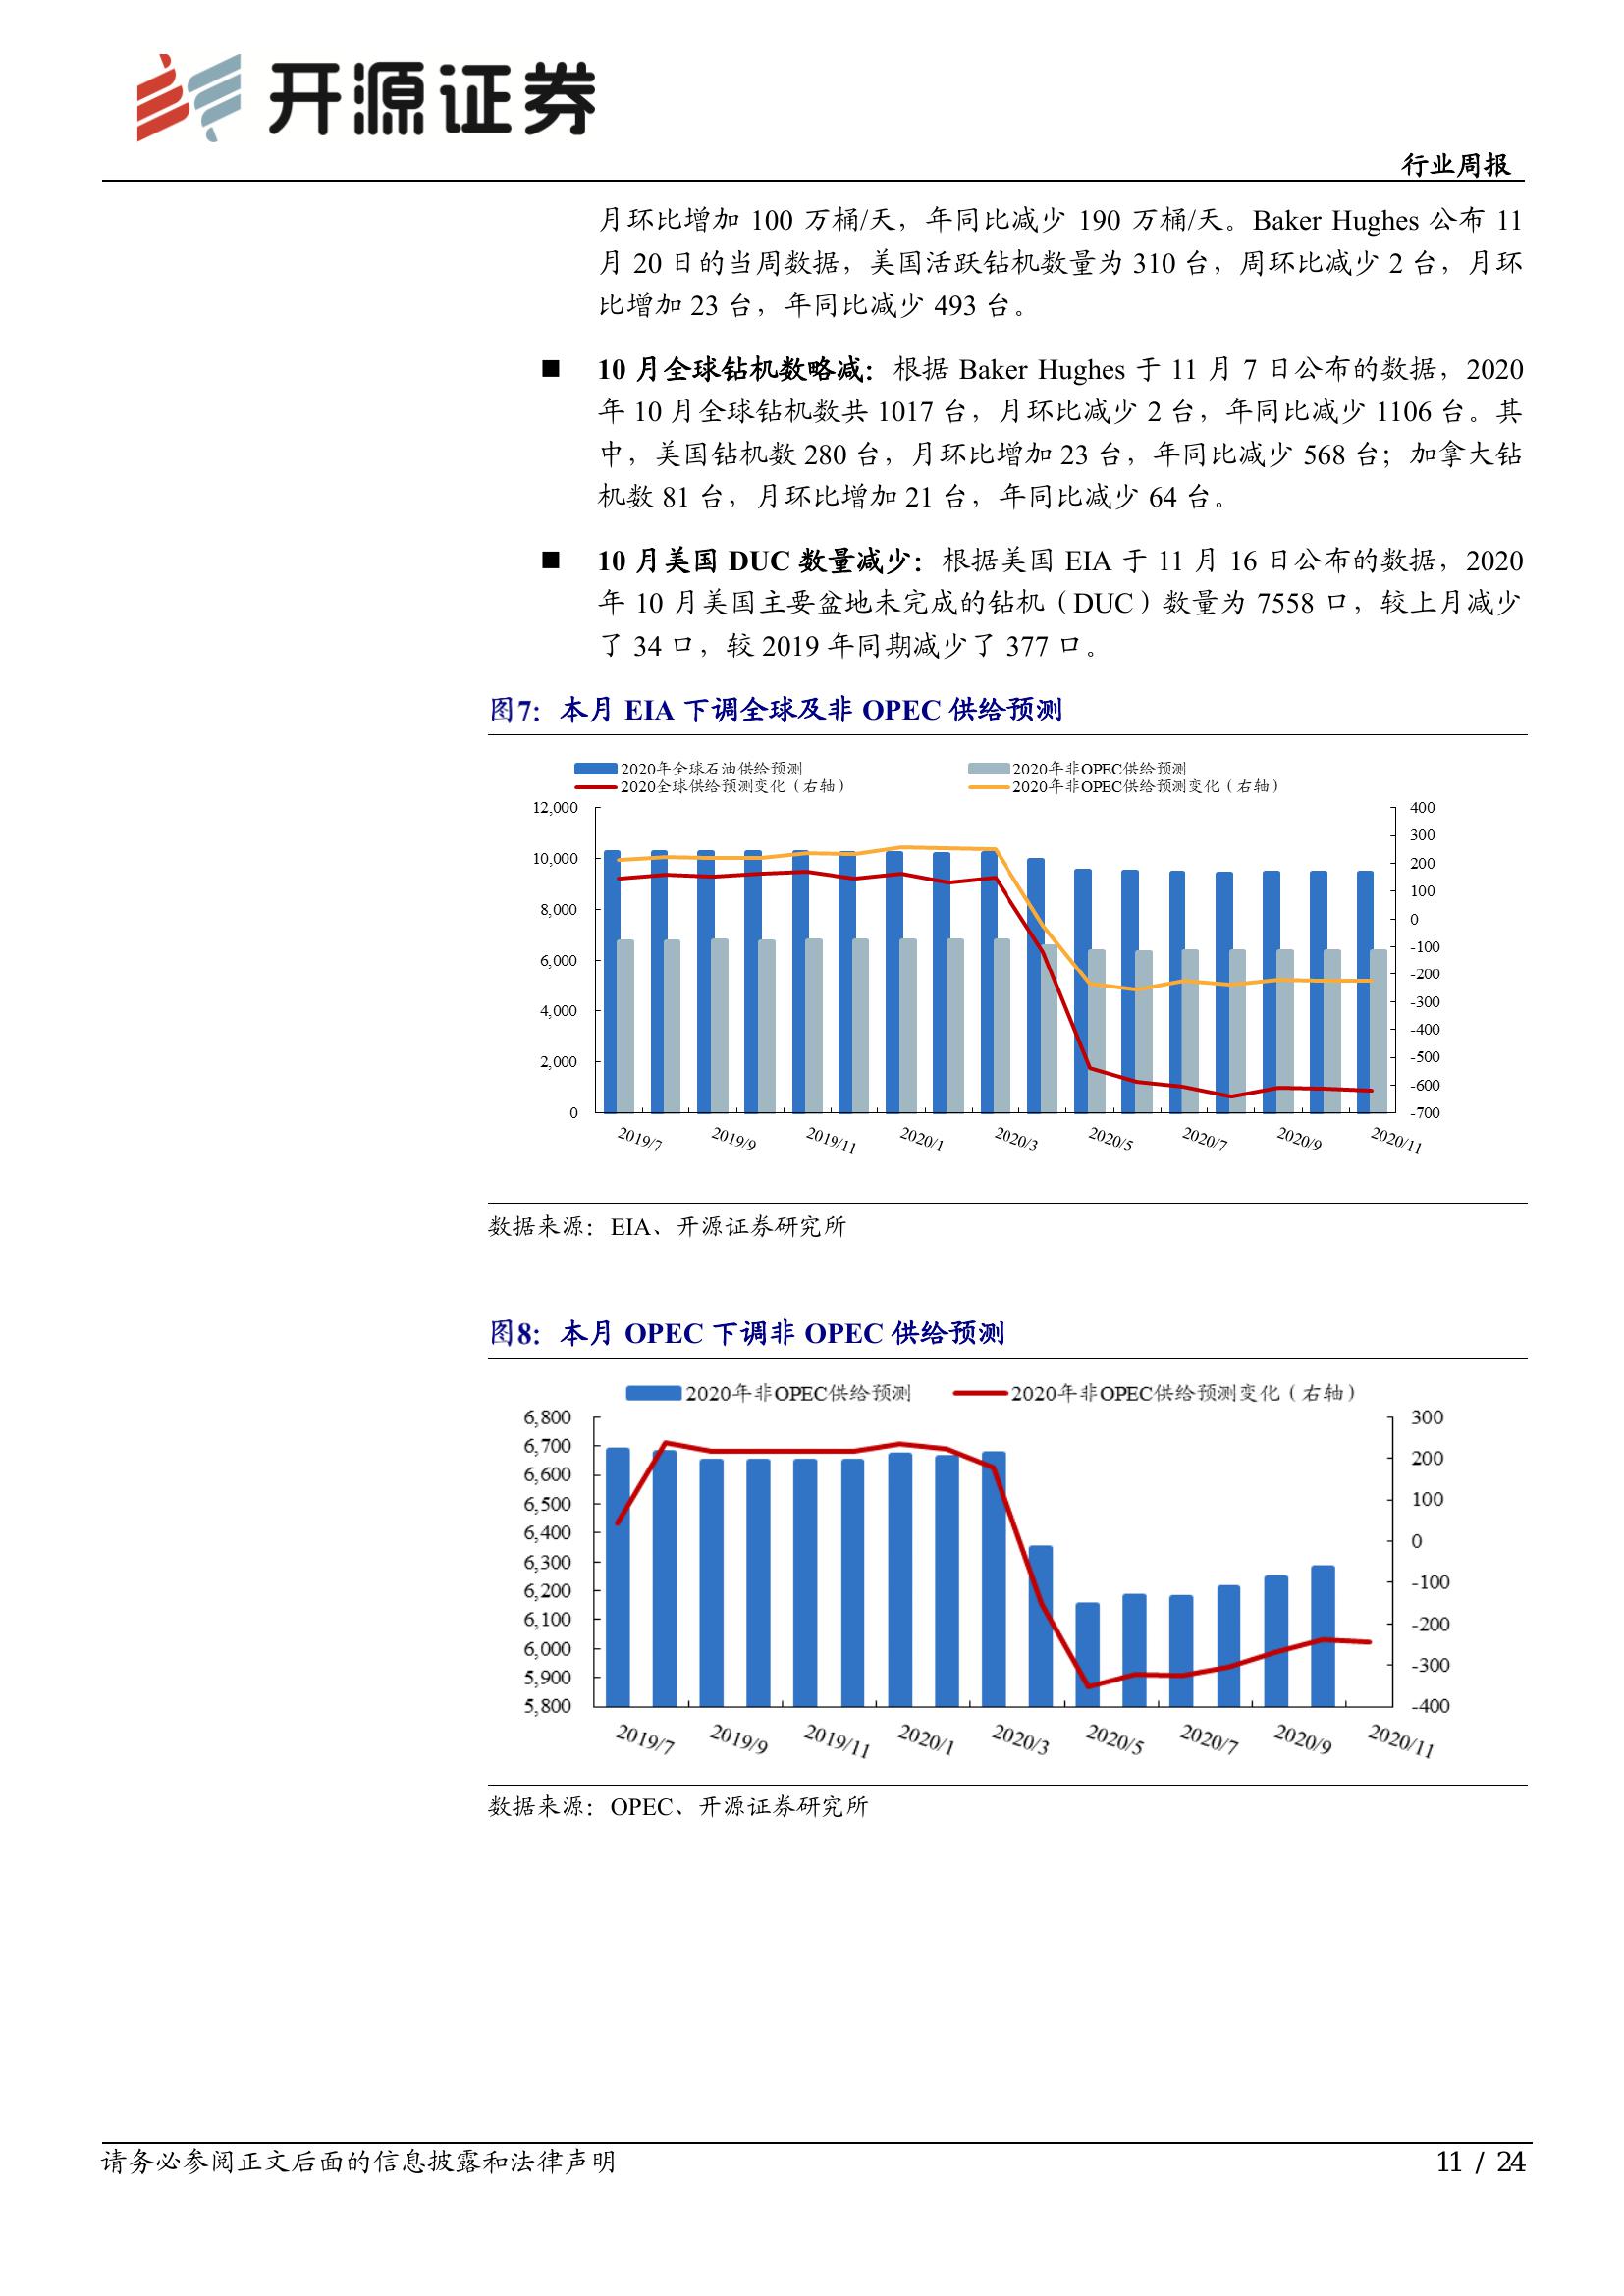 开源证券
行业周报
月环比增加 100 万桶/天，年同比减少 190 万桶/天。Baker Hughes 公布 11
月 20 日的当周数据，美国活跃钻机数量为 310 台，周环比减少 2 台，月环
比增加 23 台，年同比减少 493 台。
■ 10 月全球钻机数略减：根据 Baker Hughes 于 11 月 7 日公布的数据，2020
年 10 月全球钻机数共 1017 台，月环比减少 2 台，年同比减少 1106 台。其
中，美国钻机数 280 台，月环比增加 23 台，年同比减少 568 台；加拿大钻
机数 81 台，月环比增加 21 台，年同比减少 64 台。
■ 10 月美国 DUC 数量减少：根据美国 EIA 于 11 月 16 日公布的数据，2020
年 10 月美国主要盆地未完成的钻机（DUC）数量为 7558 口，较上月减少
了 34 口，较 2019 年同期减少了 377 口。
图7：本月 EIA 下调全球及非 OPEC 供给预测
2020年全球石油供给预测 2020年非OPEC供给预测
2020全球供给预测变化（右轴） 2020年非OPEC供给预测变化（右轴）
12,000 400
300
10,000 200
100
8,000 0
-100
6,000 -200
-300
4,000 -400
-500
2,000 -600
0 -700
2019/7 2019/9 2019/11 2020/1 2020/3 2020/5 2020/7 2020/9 2020/11
数据来源：EIA、开源证券研究所
图8：本月 OPEC 下调非 OPEC 供给预测
2020年非OPEC供给预测 2020年非OPEC供给预测变化（右轴）
6,800 300
6,700 200
6,600 100
6,500 0
6,400 -100
6,300 -200
6,200 -300
6,100 -400
6,000
5,900
5,800
2019/7 2019/9 2019/11 2020/1 2020/3 2020/5 2020/7 2020/9 2020/11
数据来源：OPEC、开源证券研究所
请务必参阅正文后面的信息披露和法律声明 11 / 24